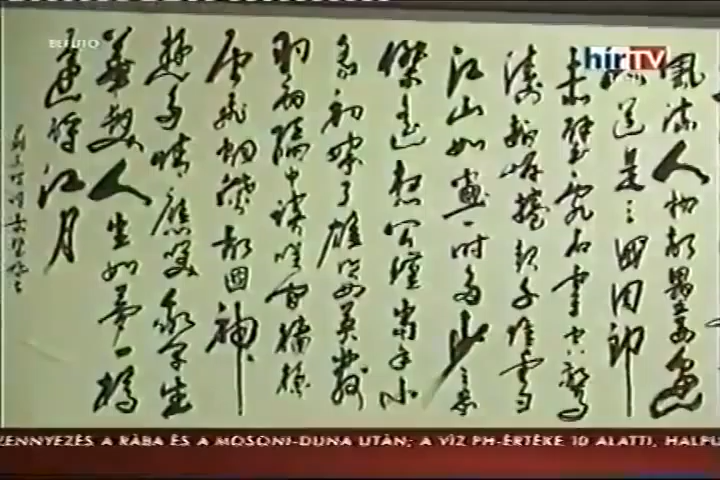 BEFUTÓ
hírTV
風流人物故壘西邊
道是三國周郎
赤壁亂石穿空驚
濤拍岸捲起千堆雪
江山如畫一時多少豪
傑遙想公瑾當年小
喬初嫁了雄姿英發
羽扇綸巾談笑間檣櫓
灰飛煙滅故國神
多情應笑我早生
華髮人生如夢一樽
還酹江月
ZENNYEZÉS A RÁBA ÉS A MOSONI-DUNA UTÁN; A VÍZ PH-ÉRTÉKE 10 ALATTI, HALPU